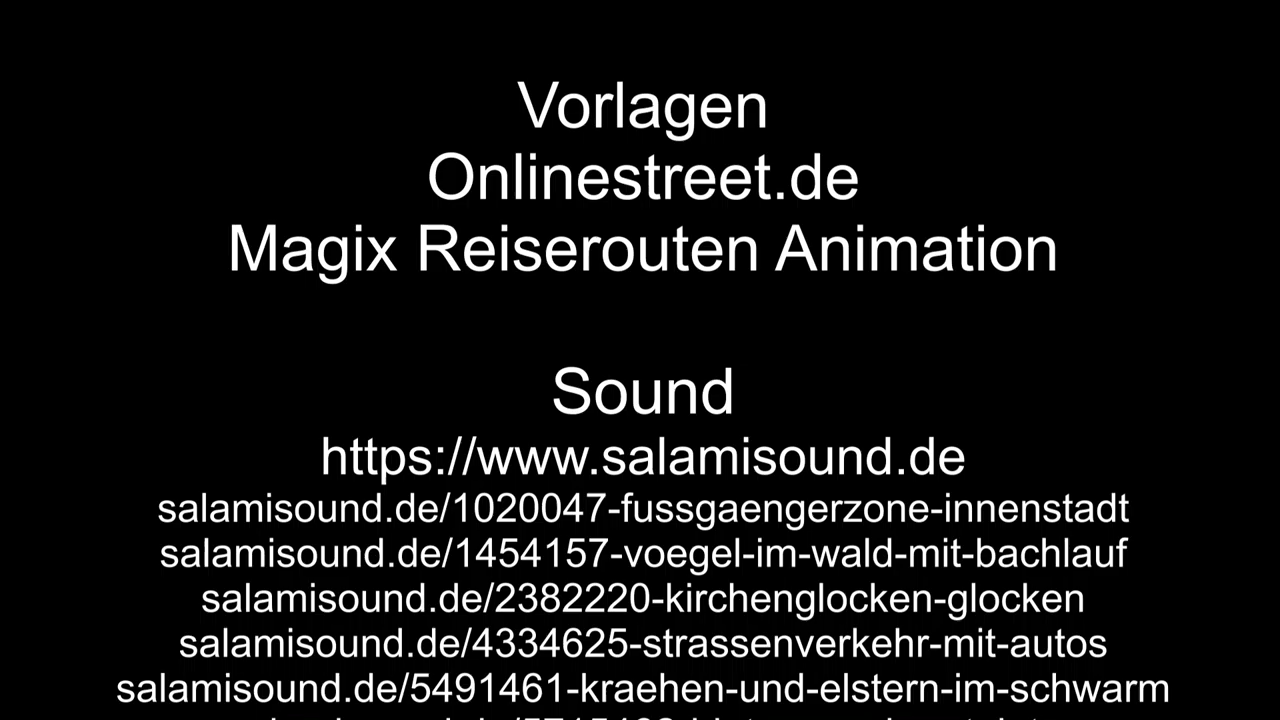 Vorlagen
Onlinestreet.de
Magix Reiserouten Animation
Sound
https://www.salamisound.de
salamisound.de/1020047-fussgaengerzone-innenstadt
salamisound.de/1454157-voegel-im-wald-mit-bachlauf
salamisound.de/2382220-kirchenglocken-glocken
salamisound.de/4334625-strassenverkehr-mit-autos
salamisound.de/5491461-kraehen-und-elstern-im-schwarm